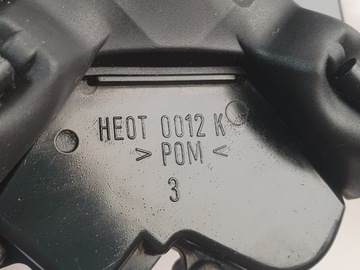 HE0T 0012 K
> POM <
3